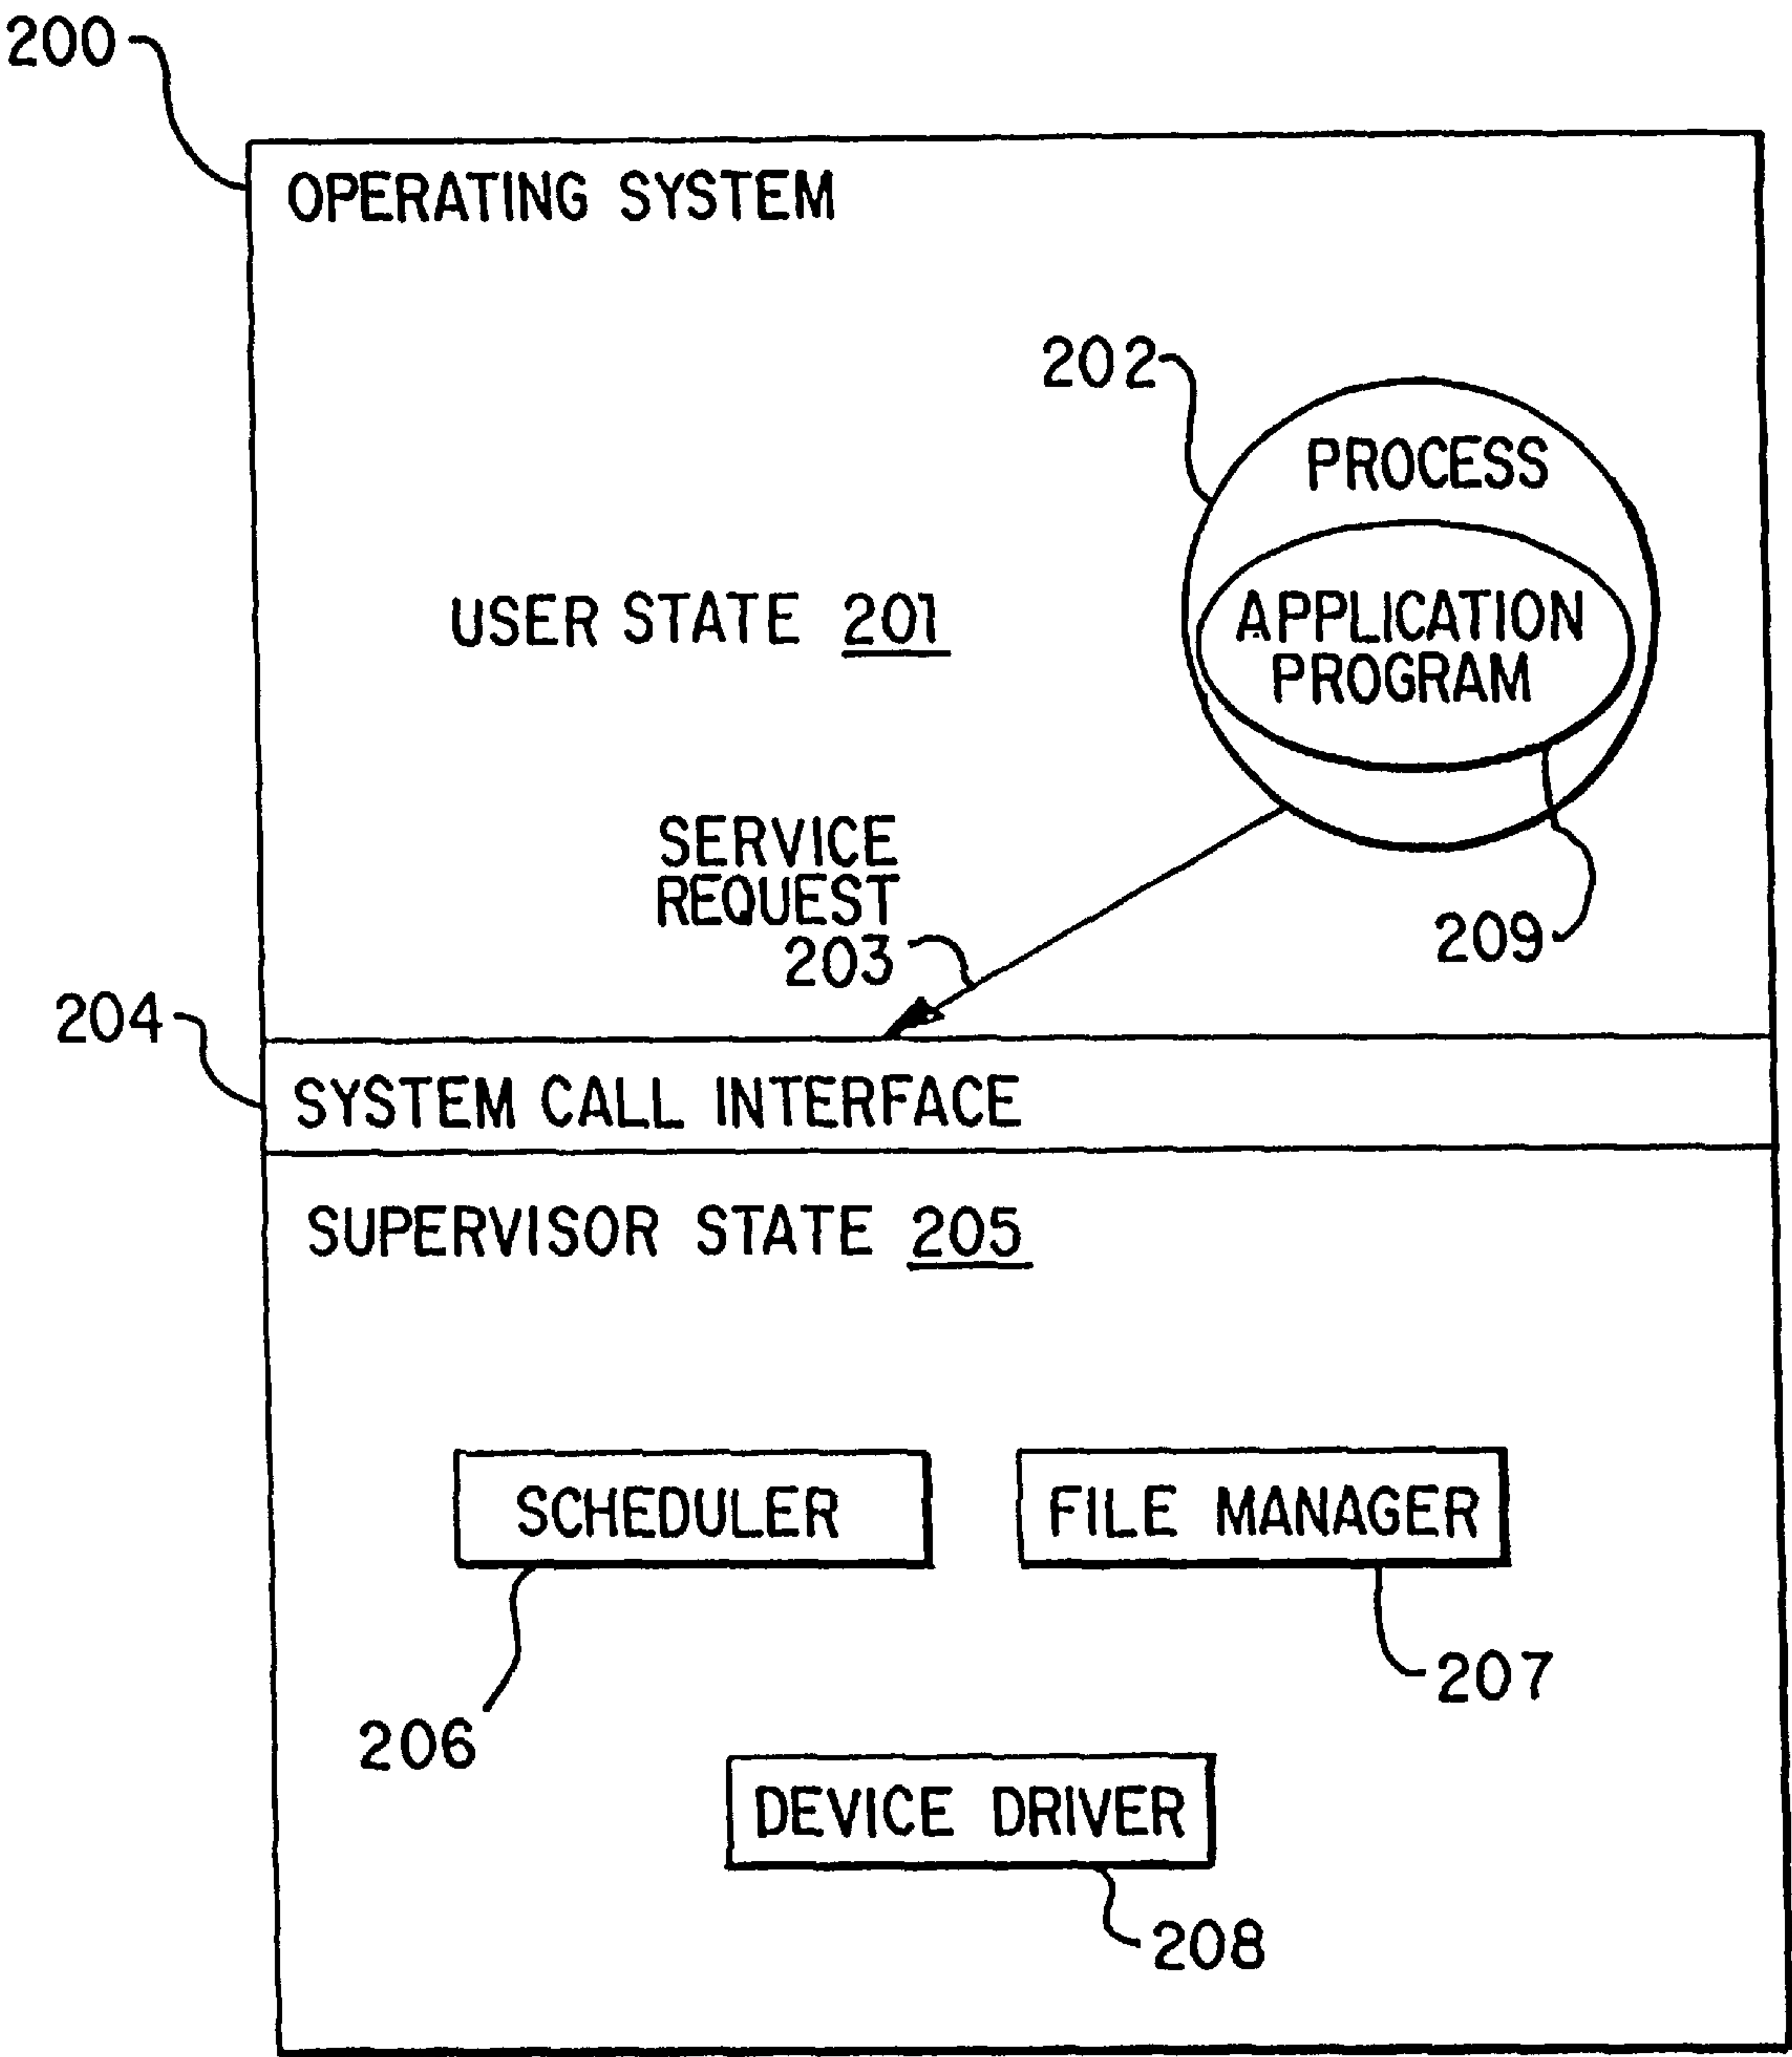 200
OPERATING SYSTEM
202
PROCESS
APPLICATION
PROGRAM
USER STATE 201
SERVICE
REQUEST
203
209
204
SYSTEM CALL INTERFACE
SUPERVISOR STATE 205
SCHEDULER
FILE MANAGER
207
206
DEVICE DRIVER
208